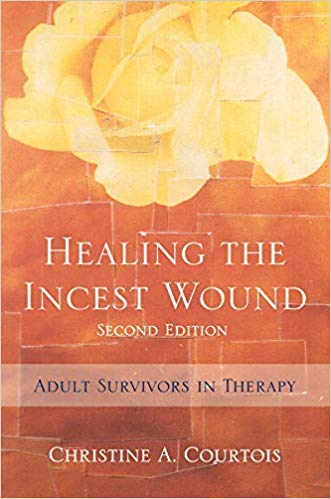 HEALING THE
INCEST WOUND
SECOND EDITION
ADULT SURVIVORS IN THERAPY
CHRISTINE A. COURTOIS